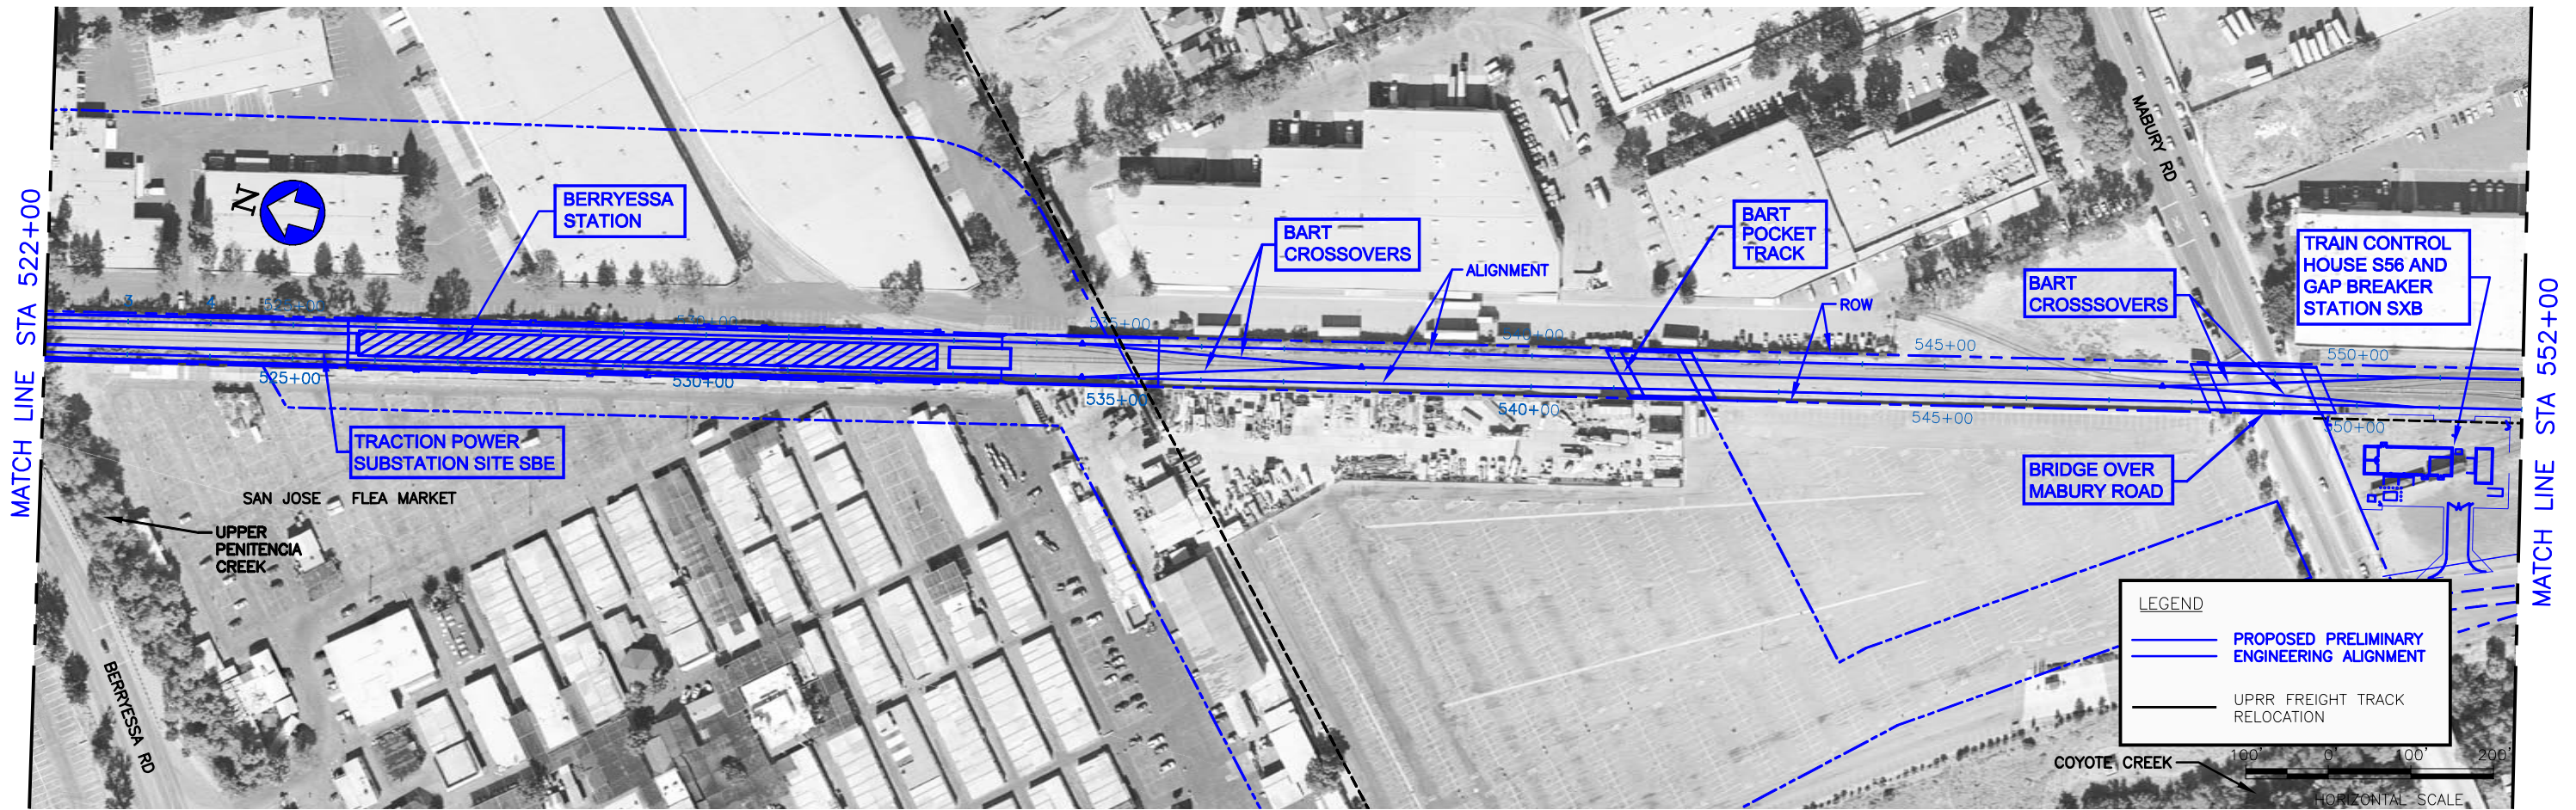 MATCH LINE STA 522+00
N
BERRYESSA
STATION
BART
CROSSOVERS
ALIGNMENT
BART
POCKET
TRACK
ROW
MABURY RD
BART
CROSSSOVERS
TRAIN CONTROL
HOUSE S56 AND
GAP BREAKER
STATION SXB
MATCH LINE STA 552+00
535+00
545+00
550+00
525+00
530+00
535+00
540+00
545+00
550+00
TRACTION POWER
SUBSTATION SITE SBE
SAN JOSE FLEA MARKET
UPPER
PENITENCIA
CREEK
BERRYESSA RD
BRIDGE OVER
MABURY ROAD
LEGEND
PROPOSED PRELIMINARY
ENGINEERING ALIGNMENT
UPRR FREIGHT TRACK
RELOCATION
COYOTE CREEK
100' 0' 100' 200'
HORIZONTAL SCALE